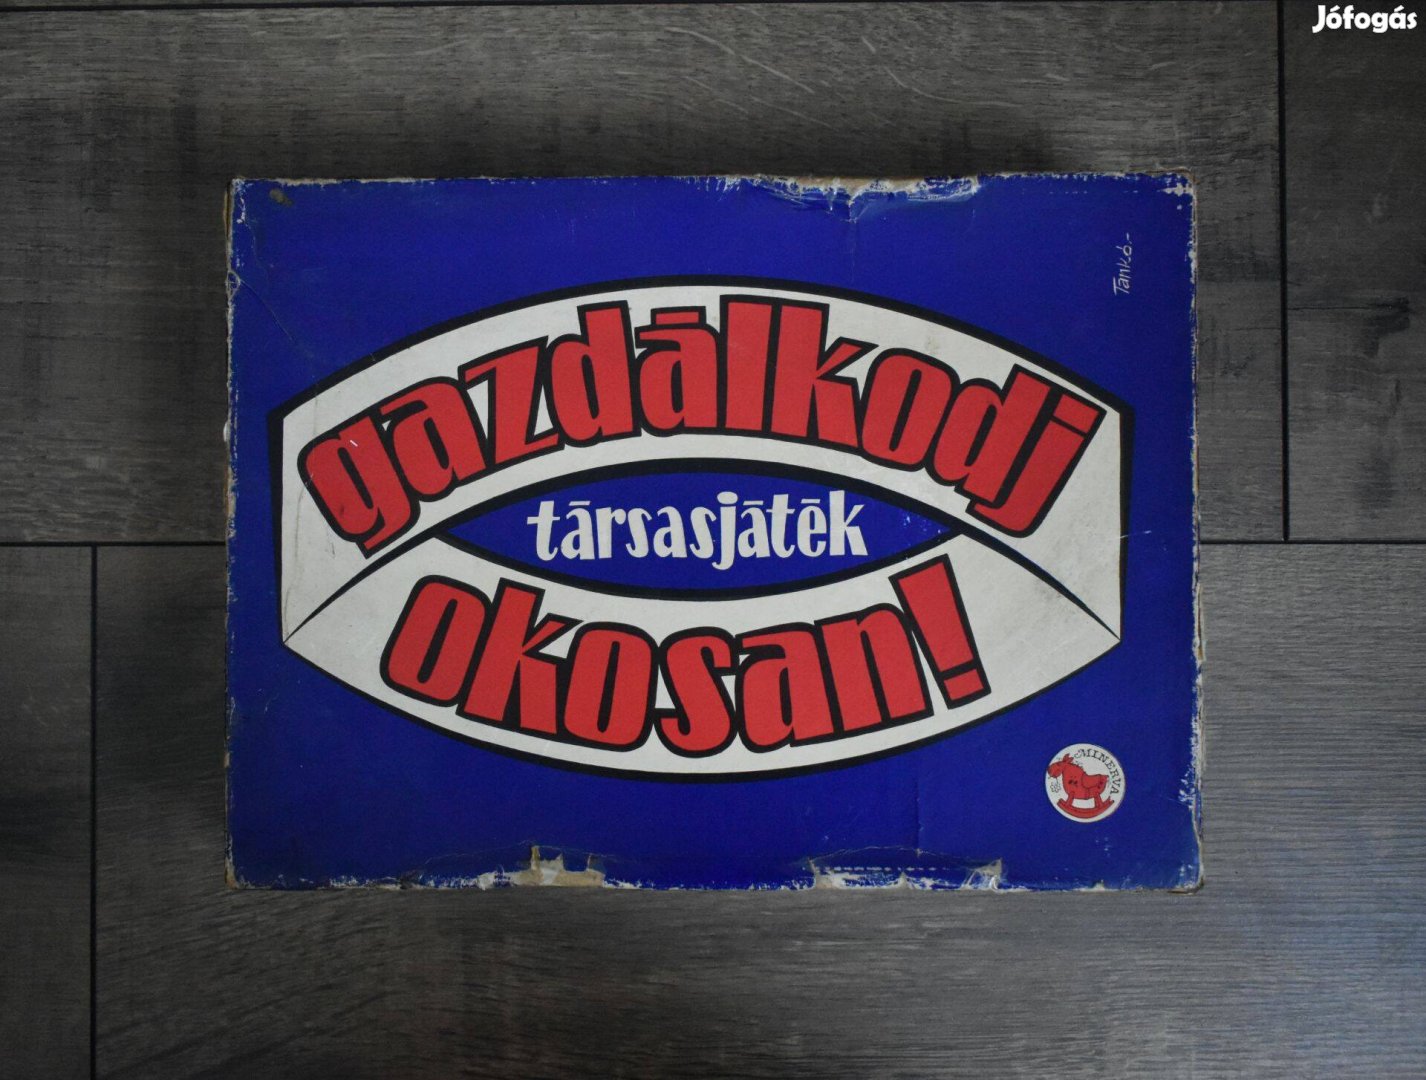 Jófogás
Tankó.-
gazdálkodj
társasjáték
okosan!
MINERVA